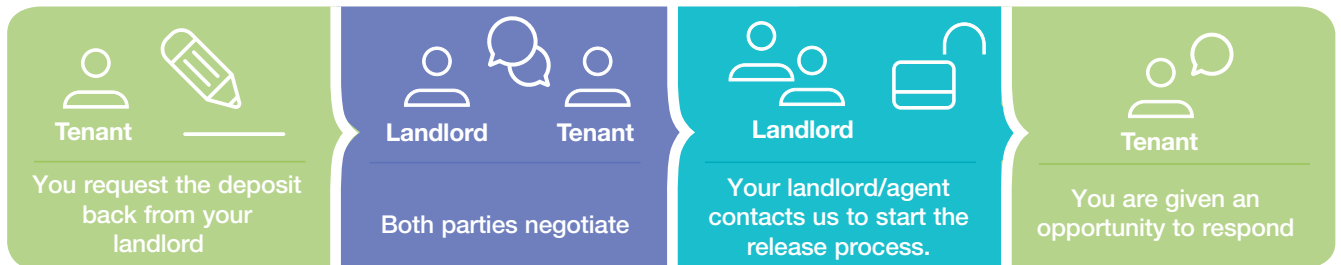 Tenant
You request the deposit
back from your
landlord
Landlord
Tenant
Both parties negotiate
Landlord
Your landlord/agent
contacts us to start the
release process.
Tenant
You are given an
opportunity to respond